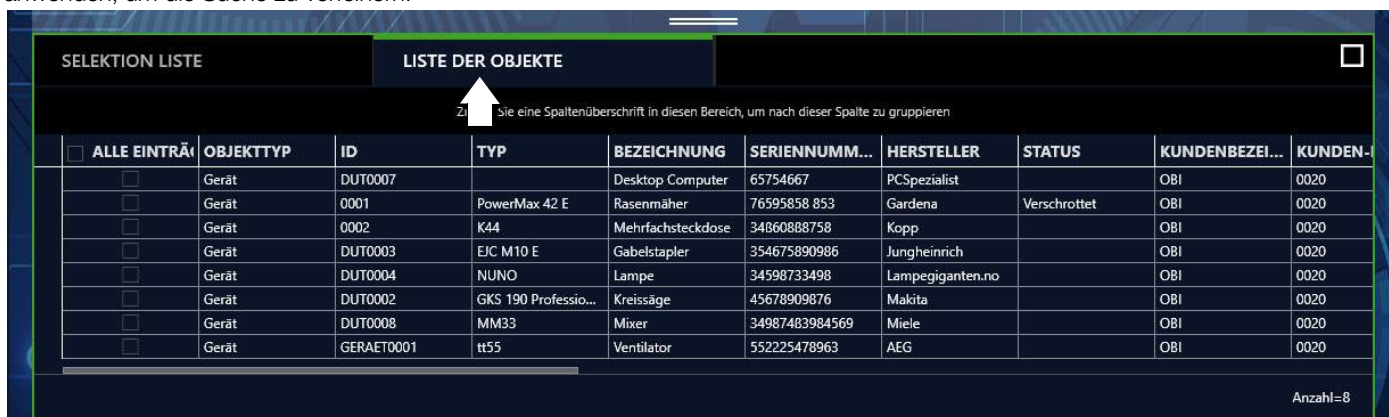 SELEKTION LISTE LISTE DER OBJEKTE
Sie eine Spaltenüberschrift in diesen Bereich, um nach dieser Spalte zu gruppieren
ALLE EINTRÄ OBJEKTTYP ID TYP BEZEICHNUNG SERIENNUMM... HERSTELLER STATUS KUNDENBEZEI... KUNDEN-
Gerät DUT0007 Desktop Computer 65754667 PCSpezialist OBI 0020
Gerät 0001 PowerMax 42 E Rasenmäher 76595858 853 Gardena Verschrottet OBI 0020
Gerät 0002 K44 Mehrfachsteckdose 34860888758 Kopp OBI 0020
Gerät DUT0003 EJC M10 E Gabelstapler 354675890986 Jungheinrich OBI 0020
Gerät DUT0004 NUNO Lampe 34598733498 Lampegiganten.no OBI 0020
Gerät DUT0002 GKS 190 Professio... Kreissäge 45678909876 Makita OBI 0020
Gerät DUT0008 MM33 Mixer 34987483984569 Miele OBI 0020
Gerät GERAET0001 tt55 Ventilator 552225478963 AEG OBI 0020
Anzahl=8